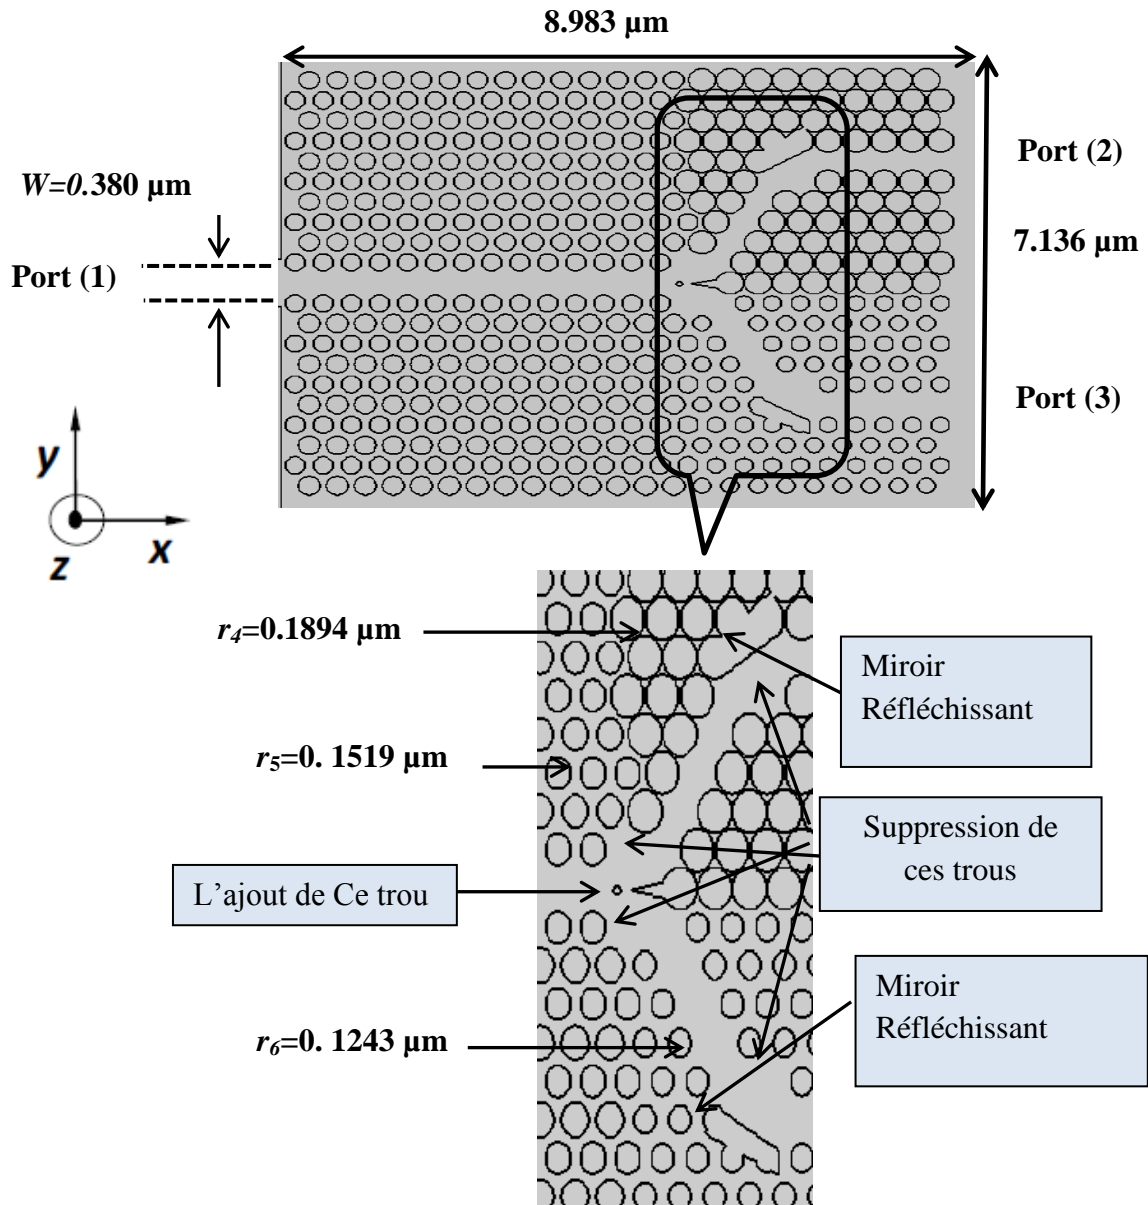 8.983 µm
Port (2)
W=0.380 µm
7.136 µm
Port (1)
Port (3)
y
z
x
r4=0.1894 µm
Miroir
Réfléchissant
r5=0. 1519 µm
Suppression de
ces trous
L’ajout de Ce trou
Miroir
Réfléchissant
r6=0. 1243 µm